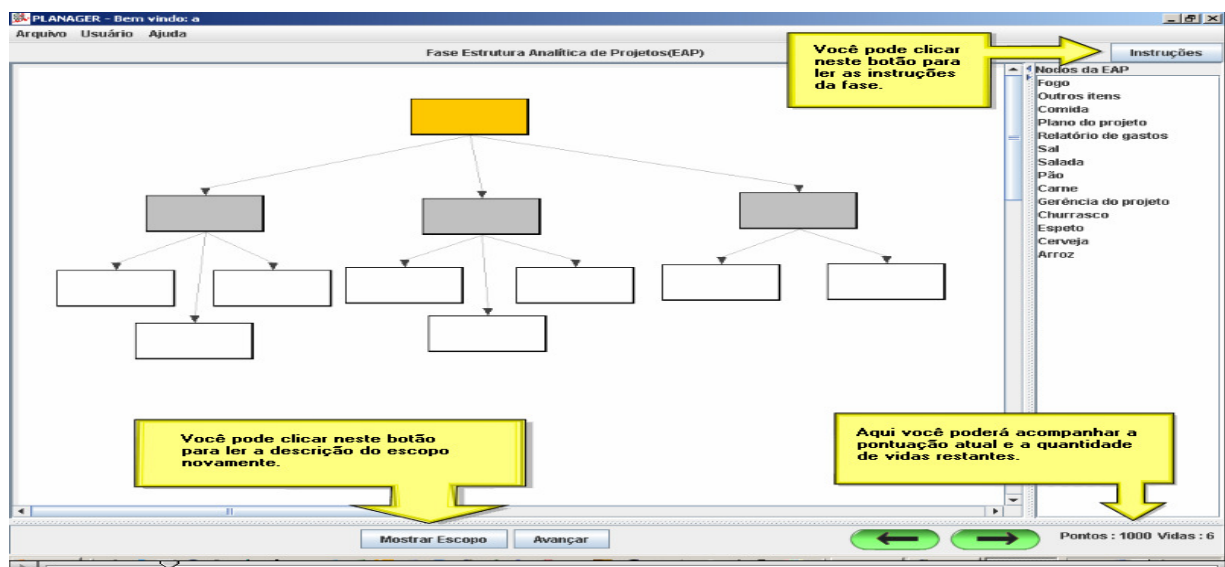 PLANAGER - Bem vindo: a
Arquivo Usuário Ajuda
Fase Estrutura Analítica de Projetos(EAP)
Você pode clicar
neste botão para
ler as instruções
da fase.
Instruções
Nodos da EAP
Fogo
Outros itens
Comida
Plano do projeto
Relatório de gastos
Sal
Salada
Pão
Carne
Gerência do projeto
Churrasco
Espeto
Cerveja
Arroz
Você pode clicar neste botão
para ler a descrição do escopo
novamente.
Aqui você poderá acompanhar a
pontuação atual e a quantidade
de vidas restantes.
Mostrar Escopo
Avançar
Pontos : 1000 Vidas : 6